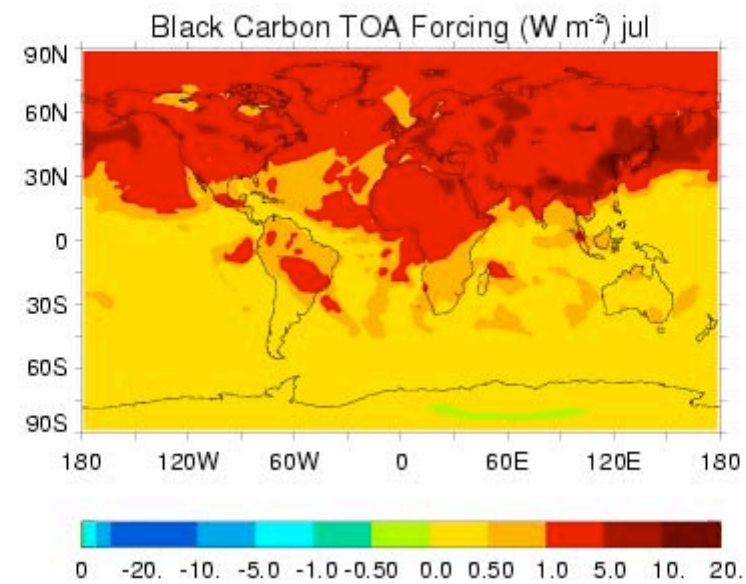 Black Carbon TOA Forcing (W m⁻²) jul
90N
60N
30N
0
30S
60S
90S
180 120W 60W 0 60E 120E 180
0 -20. -10. -5.0 -1.0 -0.50 0.0 0.50 1.0 5.0 10. 20.